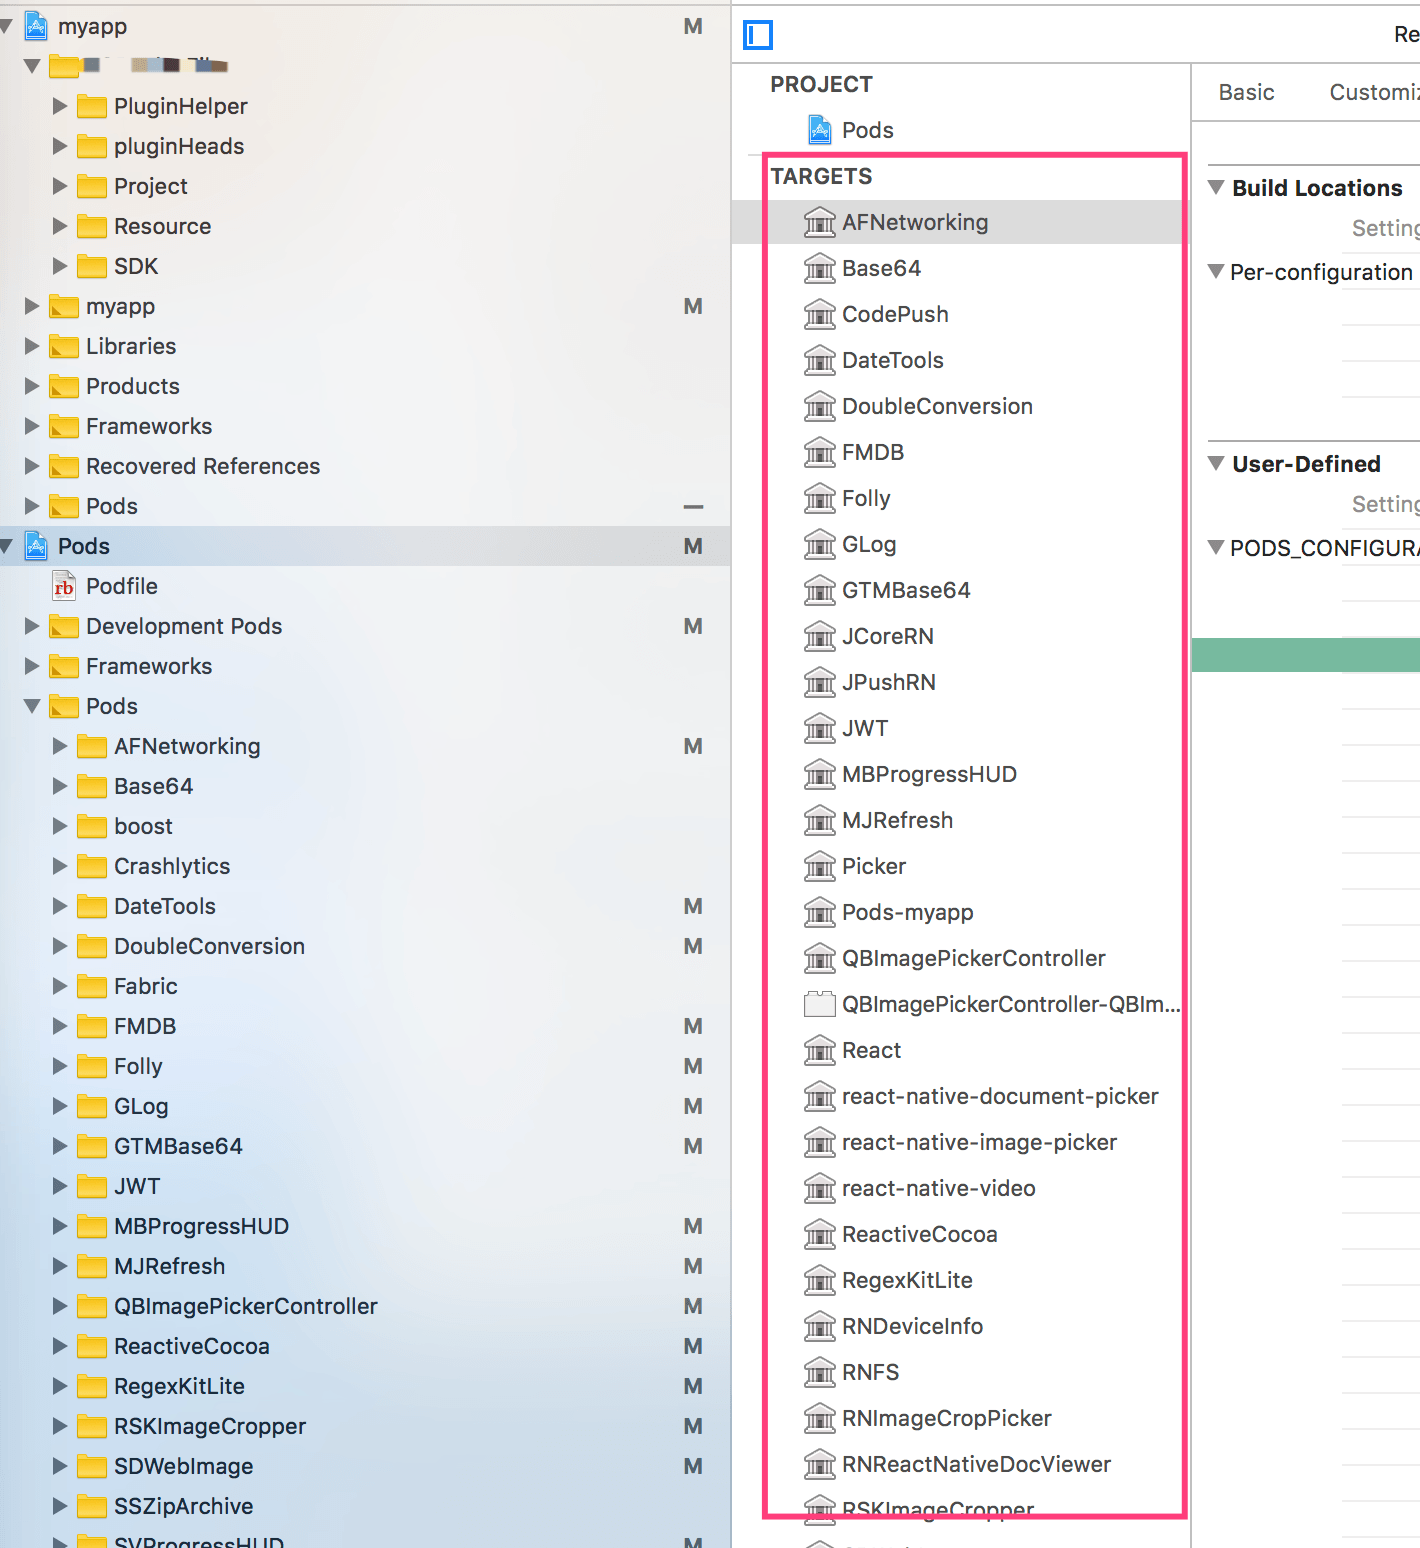 myapp M
PluginHelper
pluginHeads
Project
Resource
SDK
myapp M
Libraries
Products
Frameworks
Recovered References
Pods
Pods M
rb Podfile
Development Pods M
Frameworks
Pods
AFNetworking M
Base64
boost
Crashlytics
DateTools M
DoubleConversion M
Fabric
FMDB M
Folly M
GLog M
GTMBase64 M
JWT
MBProgressHUD M
MJRefresh M
QBImagePickerController M
ReactiveCocoa M
RegexKitLite M
RSKImageCropper M
SDWebImage M
SSZipArchive
SVProgressHUD M
PROJECT
Pods
TARGETS
AFNetworking
Base64
CodePush
DateTools
DoubleConversion
FMDB
Folly
GLog
GTMBase64
JCoreRN
JPushRN
JWT
MBProgressHUD
MJRefresh
Picker
Pods-myapp
QBImagePickerController
QBImagePickerController-QBIm...
React
react-native-document-picker
react-native-image-picker
react-native-video
ReactiveCocoa
RegexKitLite
RNDeviceInfo
RNFS
RNImageCropPicker
RNReactNativeDocViewer
RSKImageCropper
Re
Basic Customiz
Build Locations
Setting
Per-configuration
User-Defined
Setting
PODS_CONFIGURA